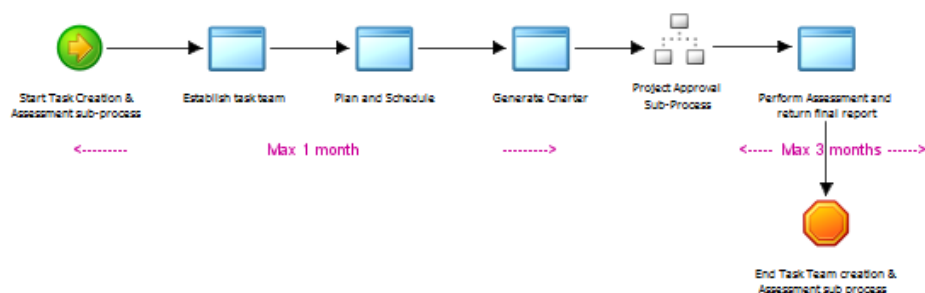 Start Task Creation &
Assessment sub-process
Establish task team
Plan and Schedule
Generate Charter
Project Approval
Sub-Process
Perform Assessment and
return final report
<--------- Max 1 month --------->
<----- Max 3 months ----->
End Task Team creation &
Assessment sub process